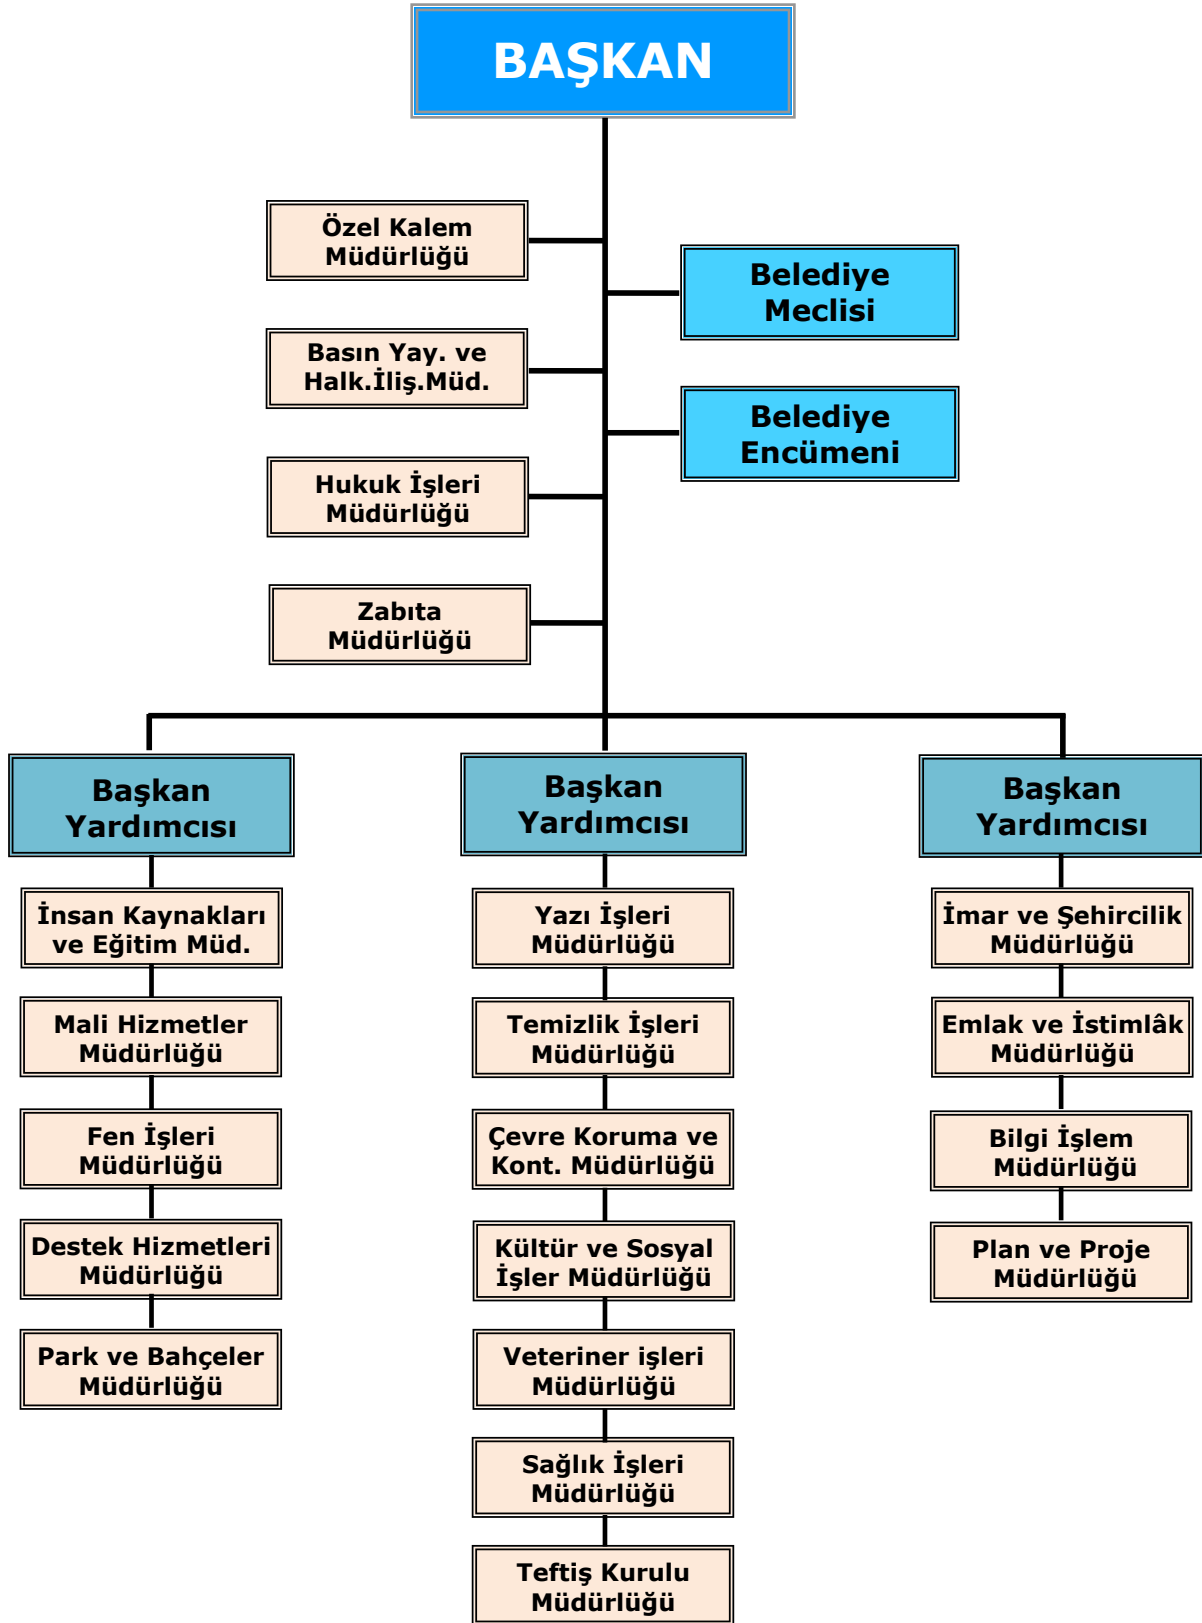 BAŞKAN
Özel Kalem
Müdürlüğü
Belediye
Meclisi
Basın Yay. ve
Halk.İliş.Müd.
Belediye
Encümeni
Hukuk İşleri
Müdürlüğü
Zabıta
Müdürlüğü
Başkan
Yardımcısı
İnsan Kaynakları
ve Eğitim Müd.
Mali Hizmetler
Müdürlüğü
Fen İşleri
Müdürlüğü
Destek Hizmetleri
Müdürlüğü
Park ve Bahçeler
Müdürlüğü
Başkan
Yardımcısı
Yazı İşleri
Müdürlüğü
Temizlik İşleri
Müdürlüğü
Çevre Koruma ve
Kont. Müdürlüğü
Kültür ve Sosyal
İşler Müdürlüğü
Veteriner işleri
Müdürlüğü
Sağlık İşleri
Müdürlüğü
Teftiş Kurulu
Müdürlüğü
Başkan
Yardımcısı
İmar ve Şehircilik
Müdürlüğü
Emlak ve İstimlâk
Müdürlüğü
Bilgi İşlem
Müdürlüğü
Plan ve Proje
Müdürlüğü